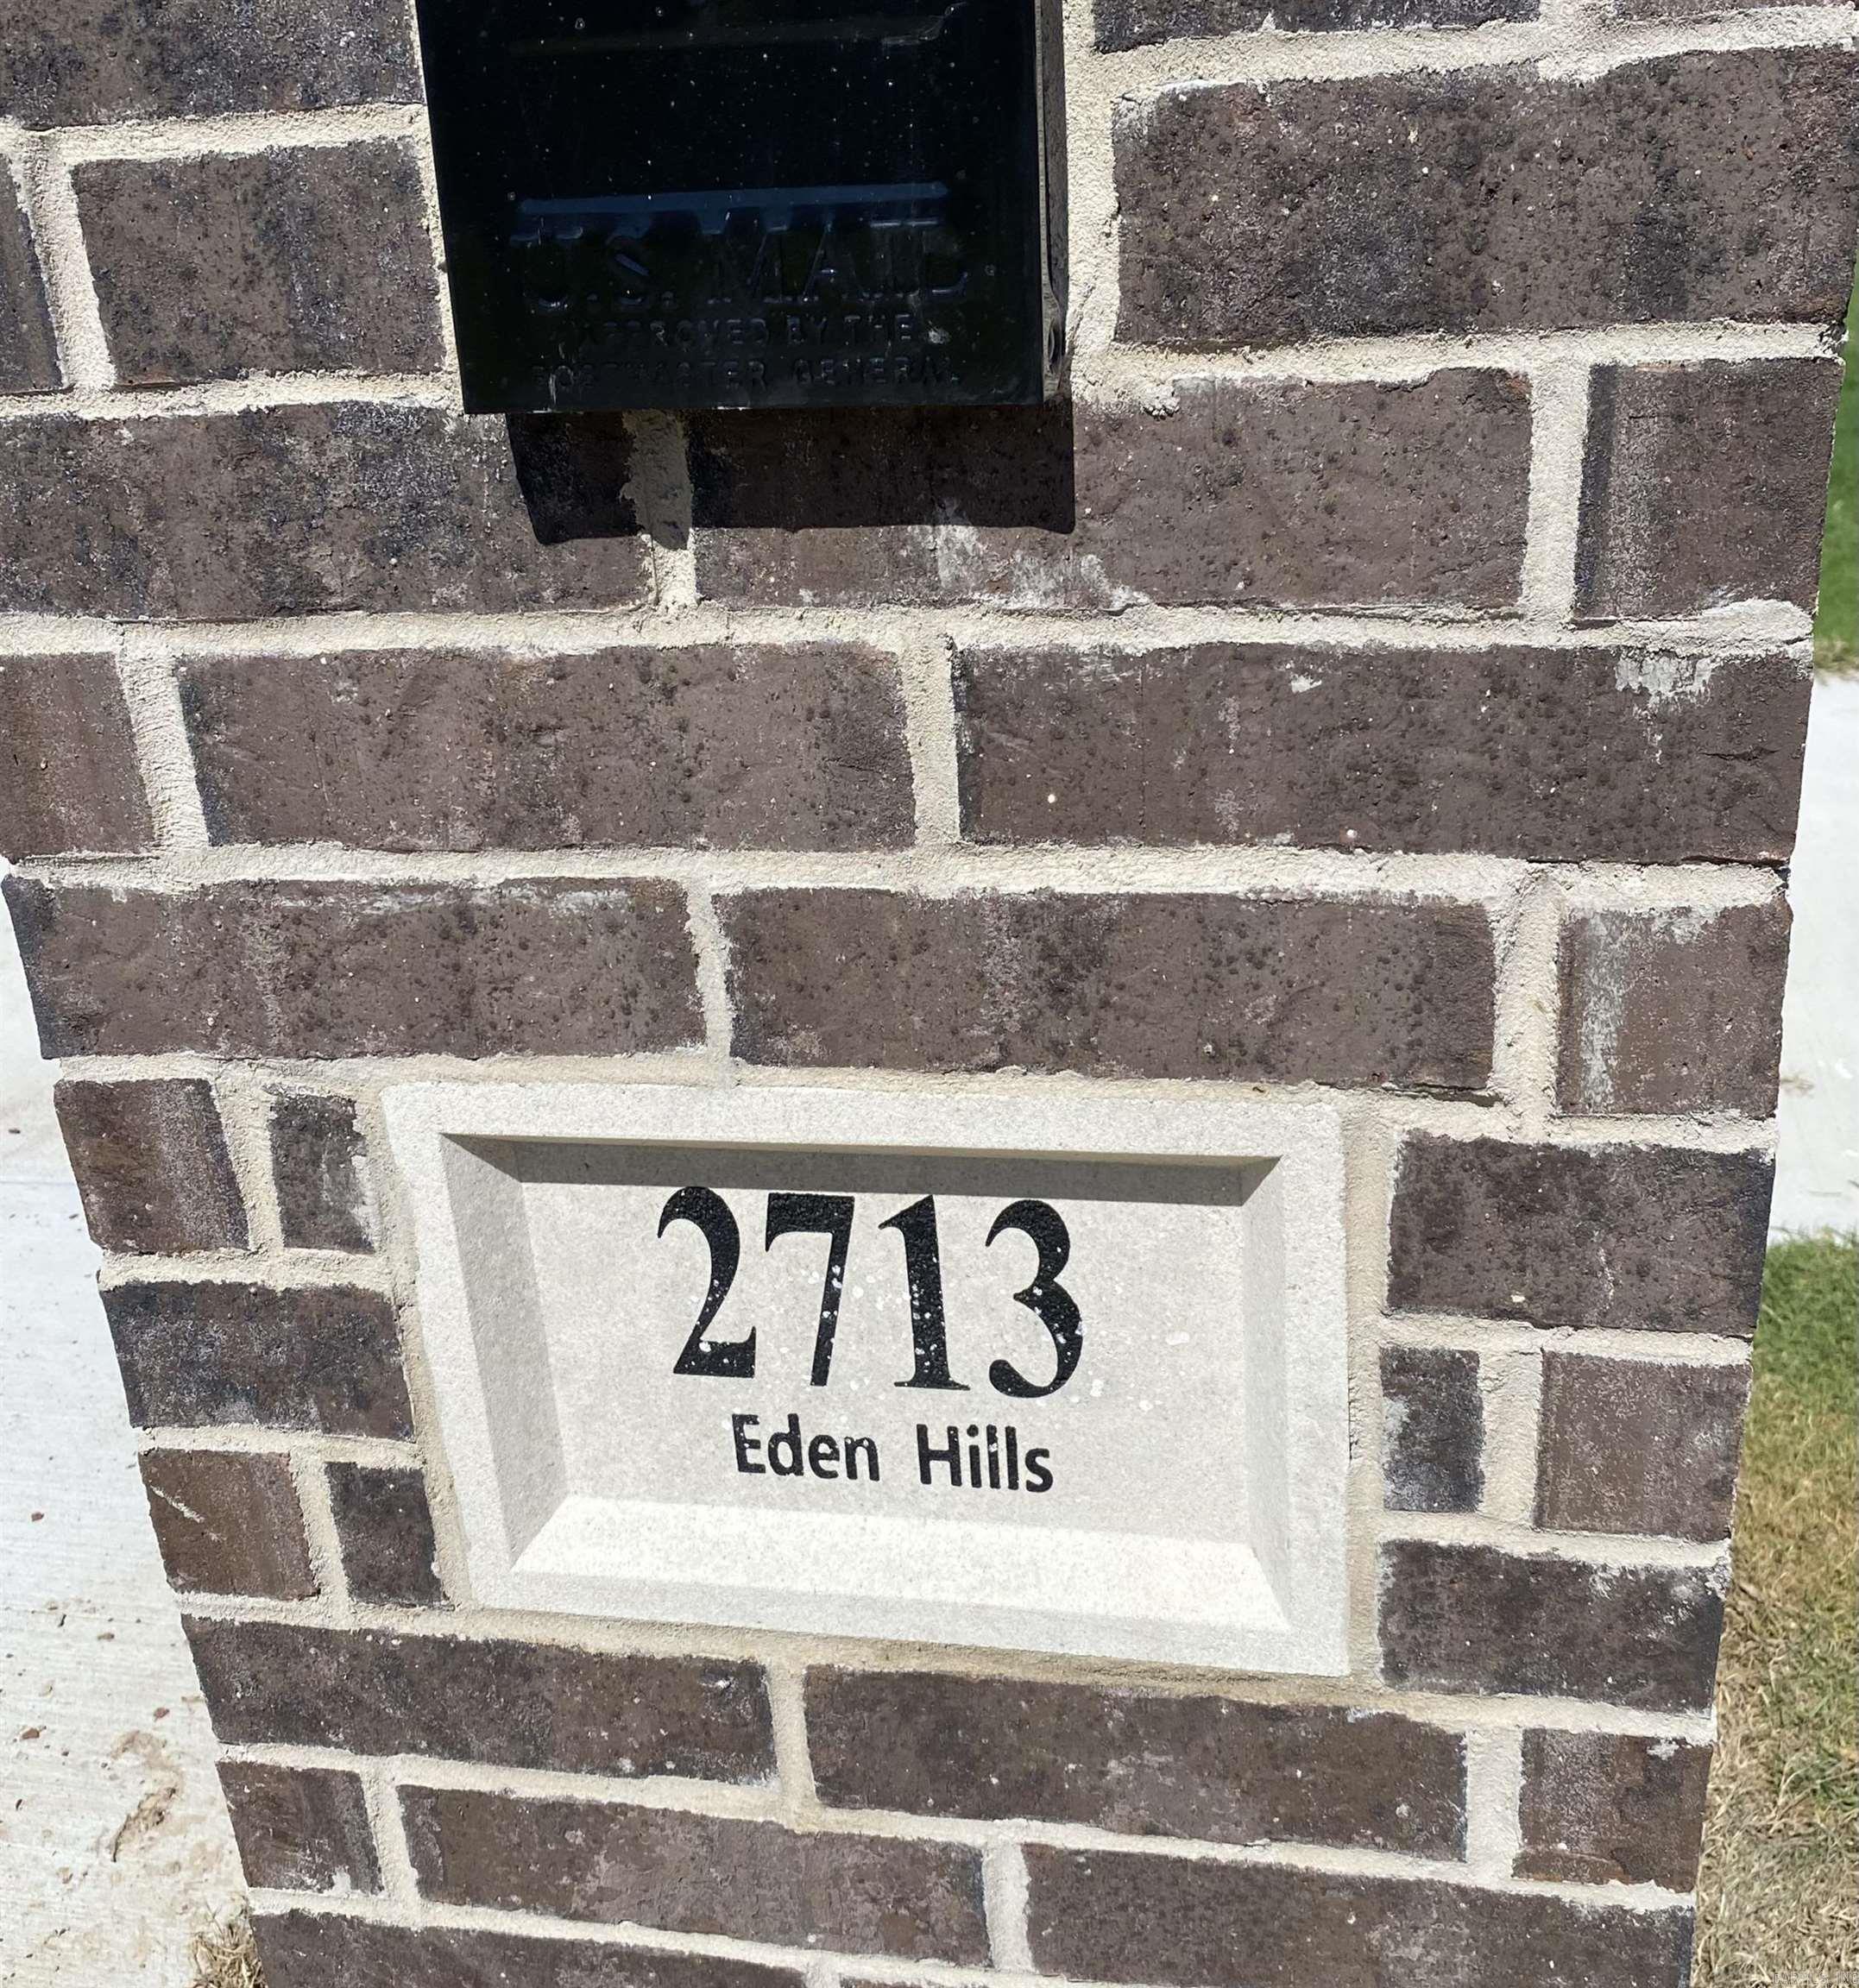 U.S. MAIL
APPROVED BY THE
POSTMASTER GENERAL
2713
Eden Hills